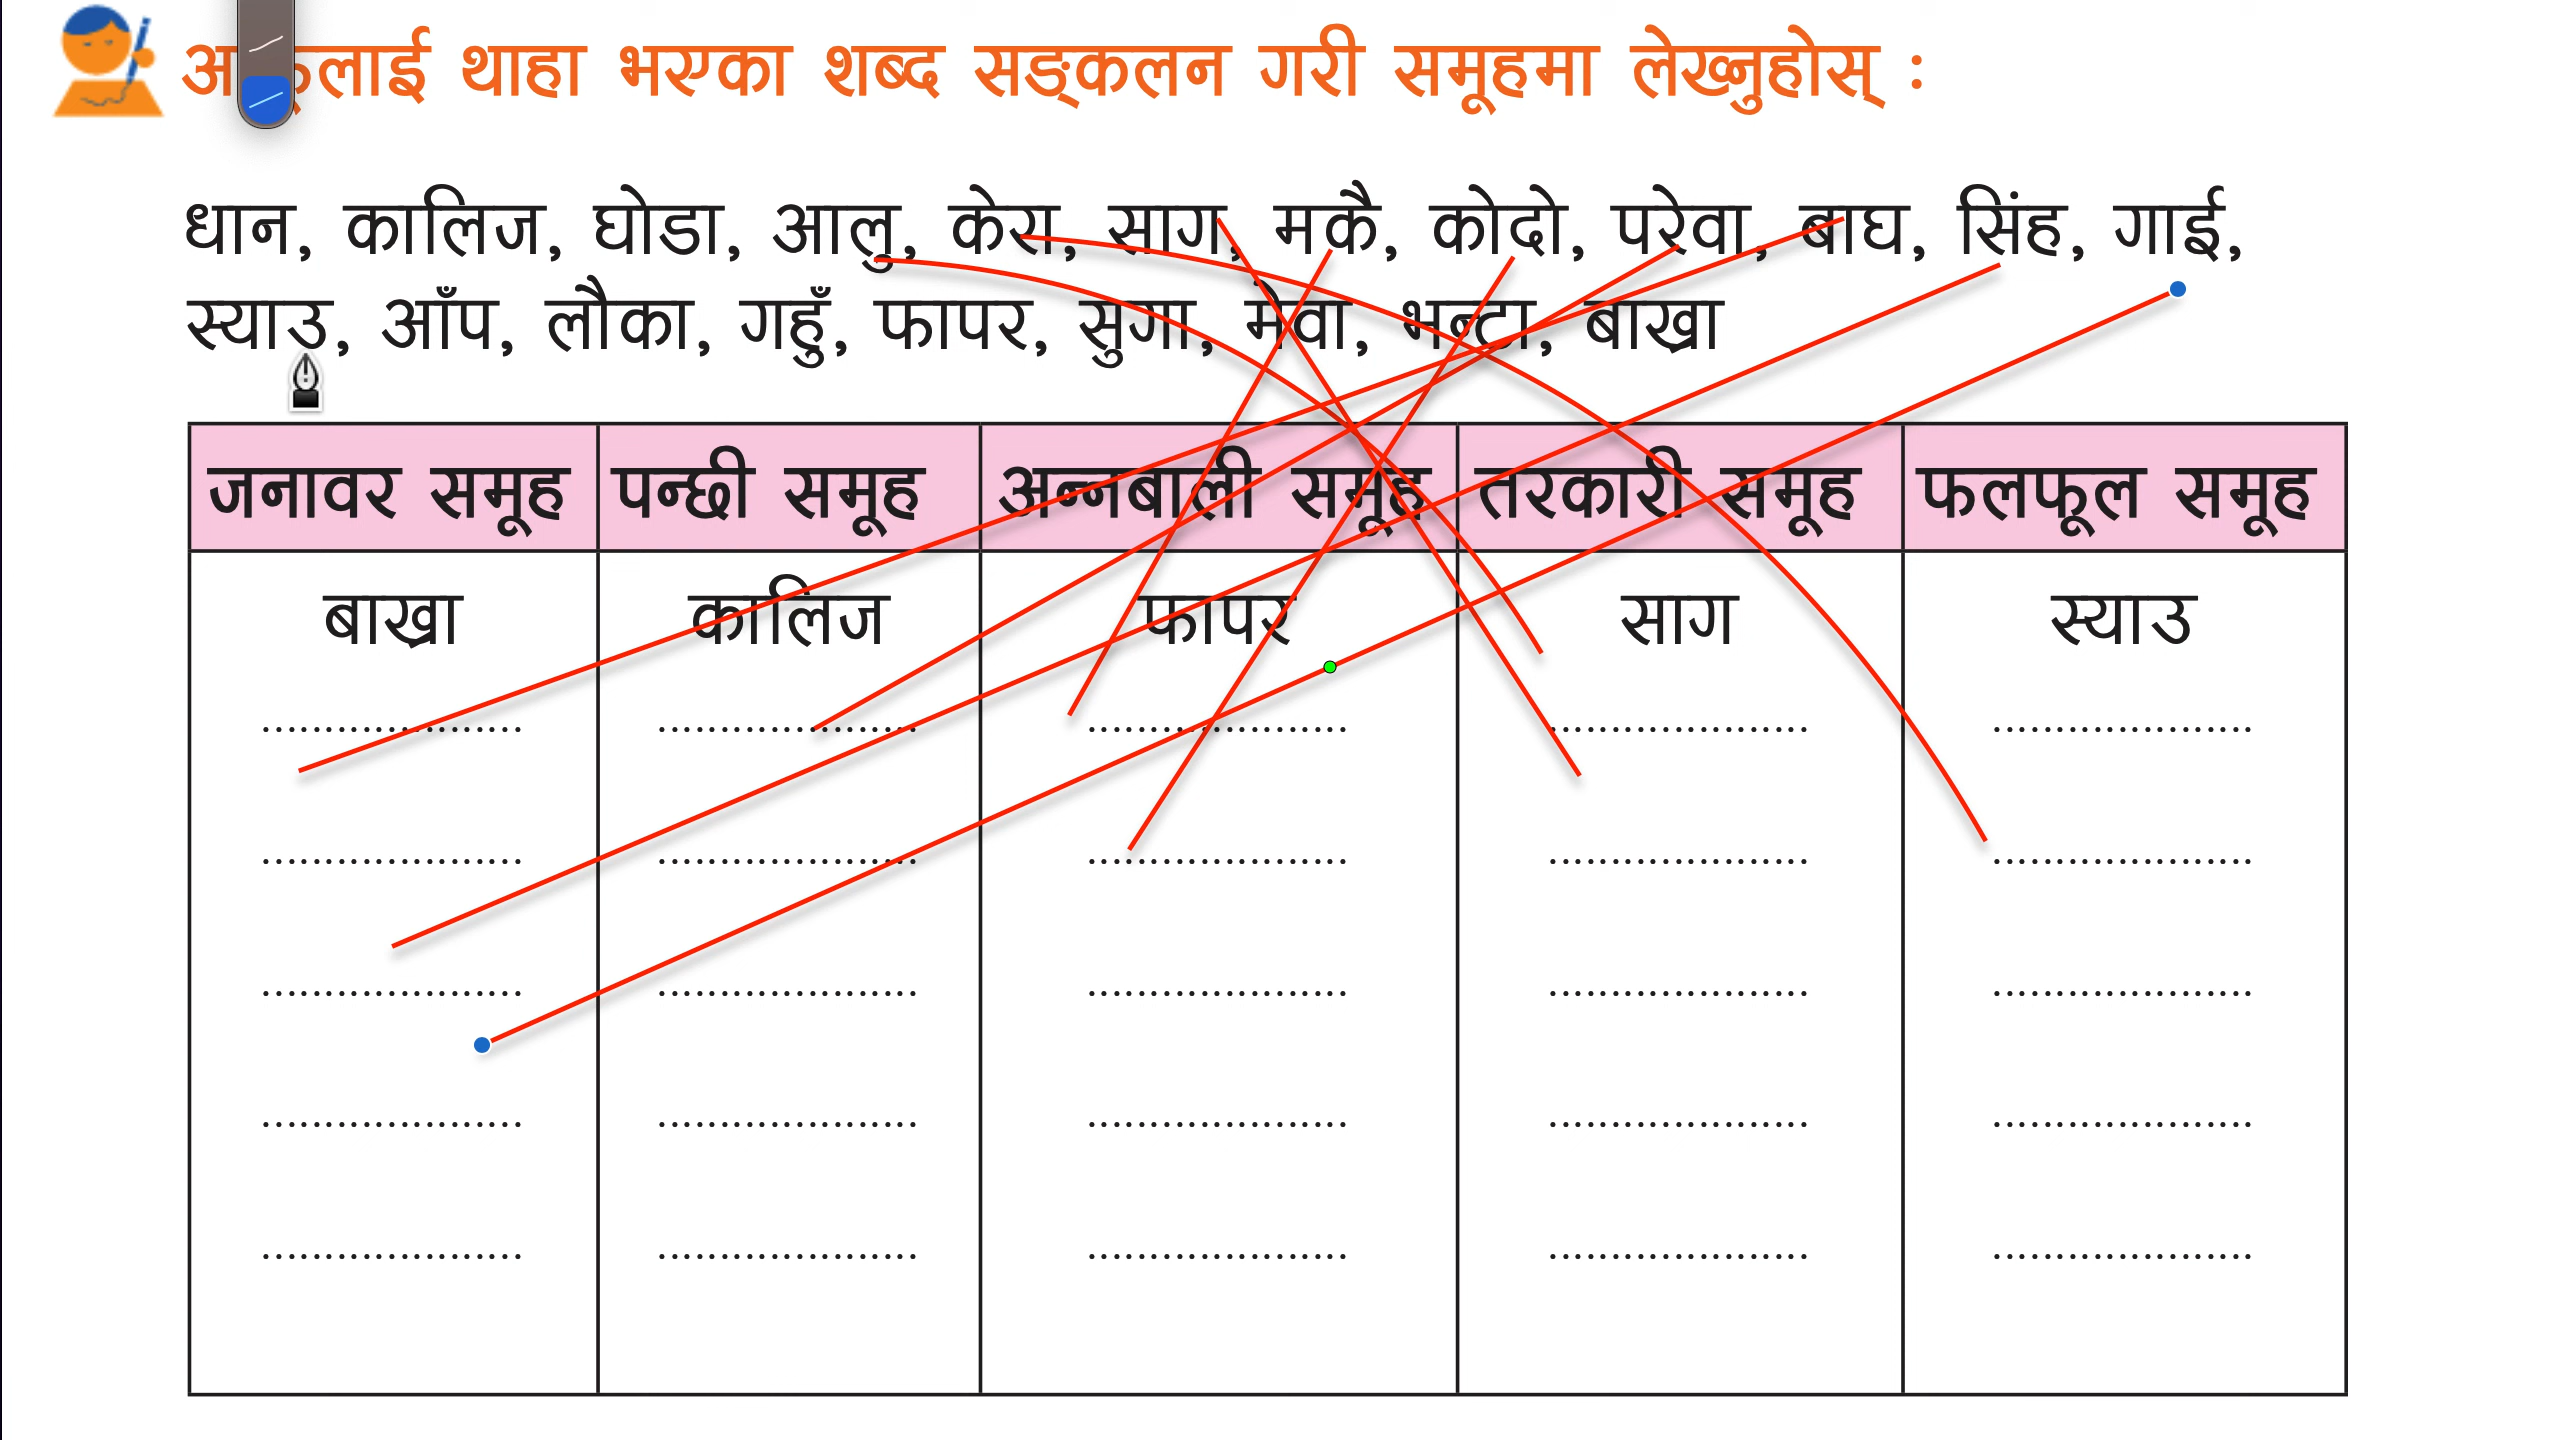 थाहा भएका शब्द सङ्कलन गरी समूहमा लेख्नुहोस् :
धान, कालिज, घोडा, आलु, केरा, साग, मकै, कोदो, परेवा, बाघ, सिंह, गाई,
स्याउ, आँप, लौका, गहुँ, फापर, सुगा, मेवा, भन्टा, बाख्रा
जनावर समूह पन्छी समूह अन्नबाली समूह तरकारी समूह फलफूल समूह
बाख्रा कालिज फापर साग स्याउ